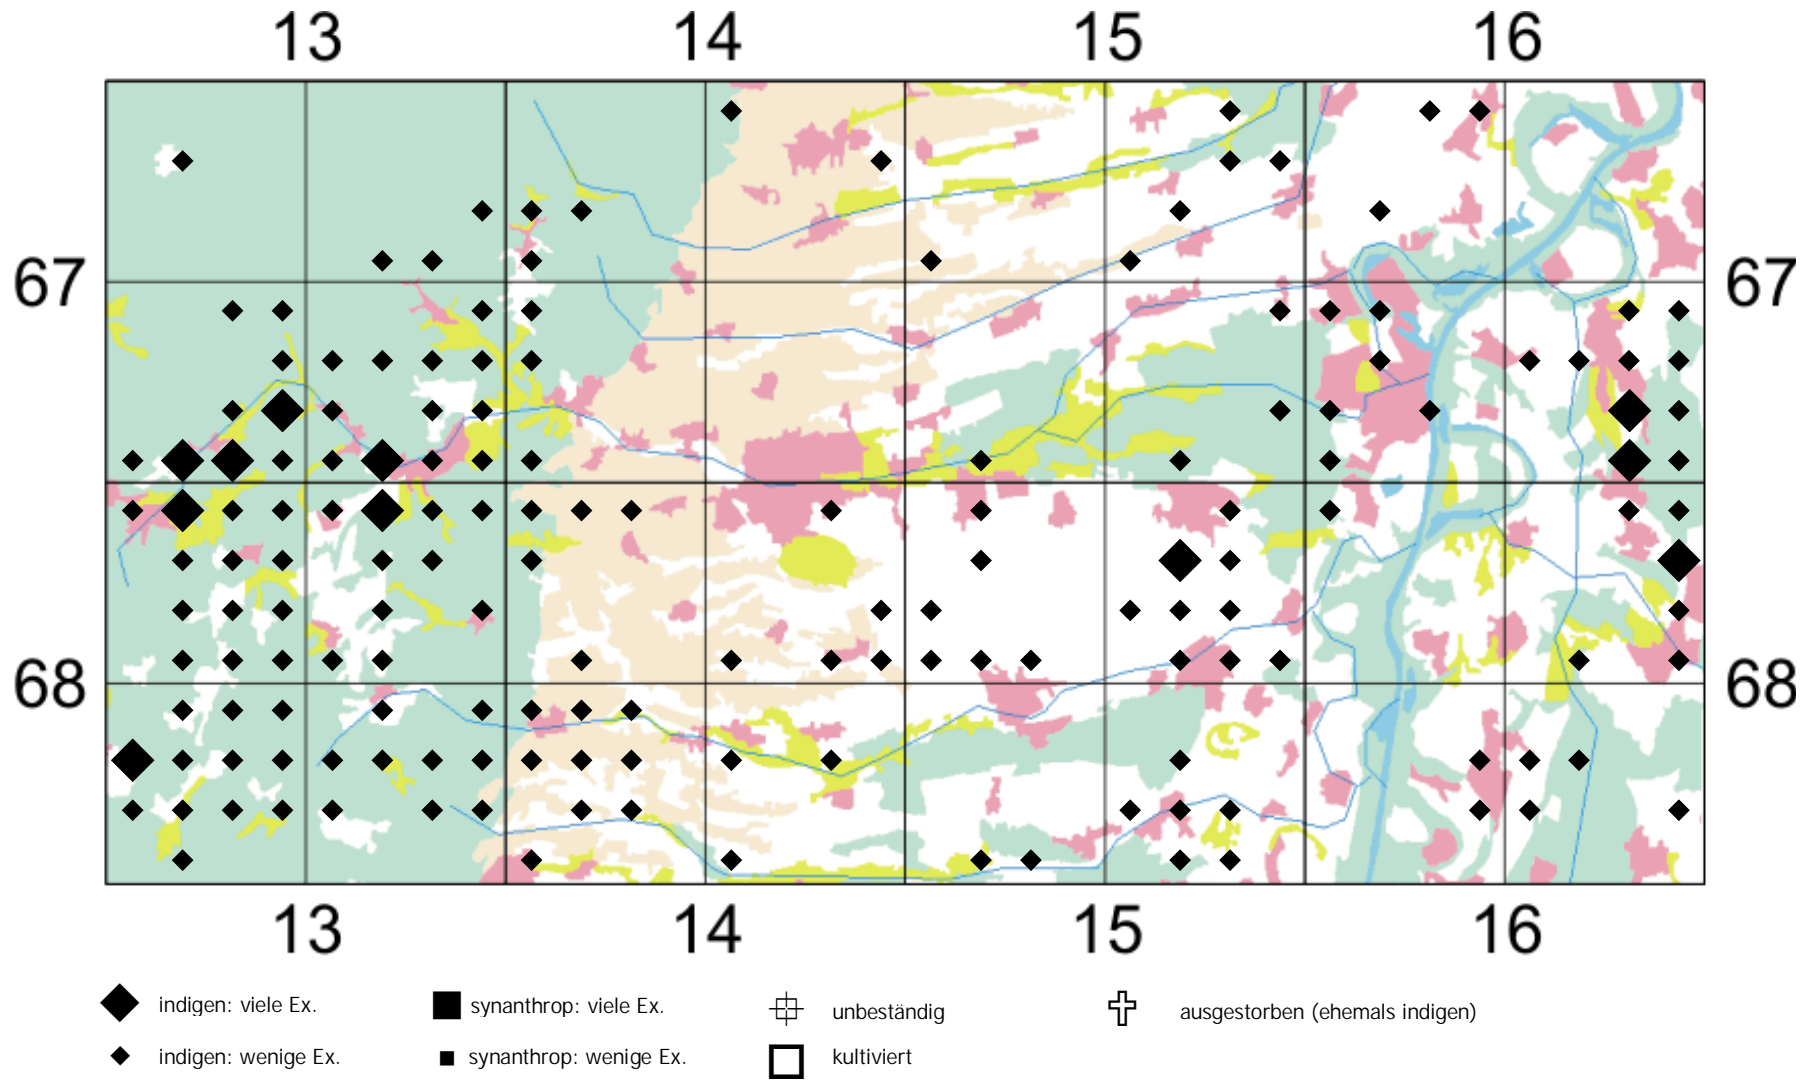 13 14 15 16
67 67
68 68
13 14 15 16
indigen: viele Ex. synanthrop: viele Ex. unbeständig ausgestorben (ehemals indigen)
indigen: wenige Ex. synanthrop: wenige Ex. kultiviert